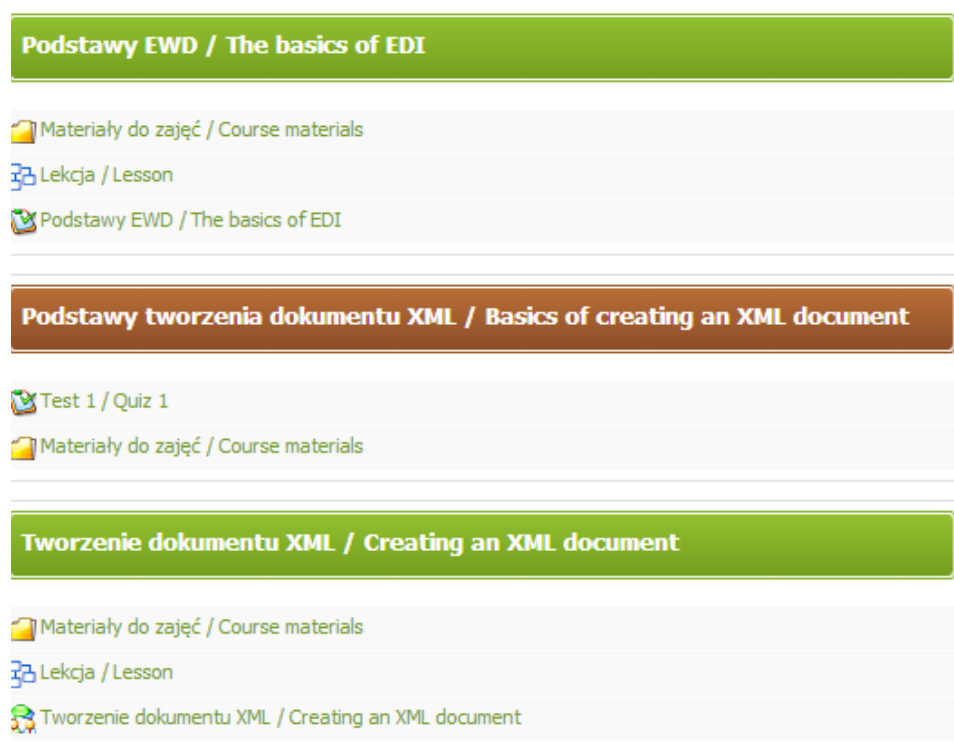 Podstawy EWD / The basics of EDI
Materiały do zajęć / Course materials
Lekcja / Lesson
Podstawy EWD / The basics of EDI
Podstawy tworzenia dokumentu XML / Basics of creating an XML document
Test 1 / Quiz 1
Materiały do zajęć / Course materials
Tworzenie dokumentu XML / Creating an XML document
Materiały do zajęć / Course materials
Lekcja / Lesson
Tworzenie dokumentu XML / Creating an XML document